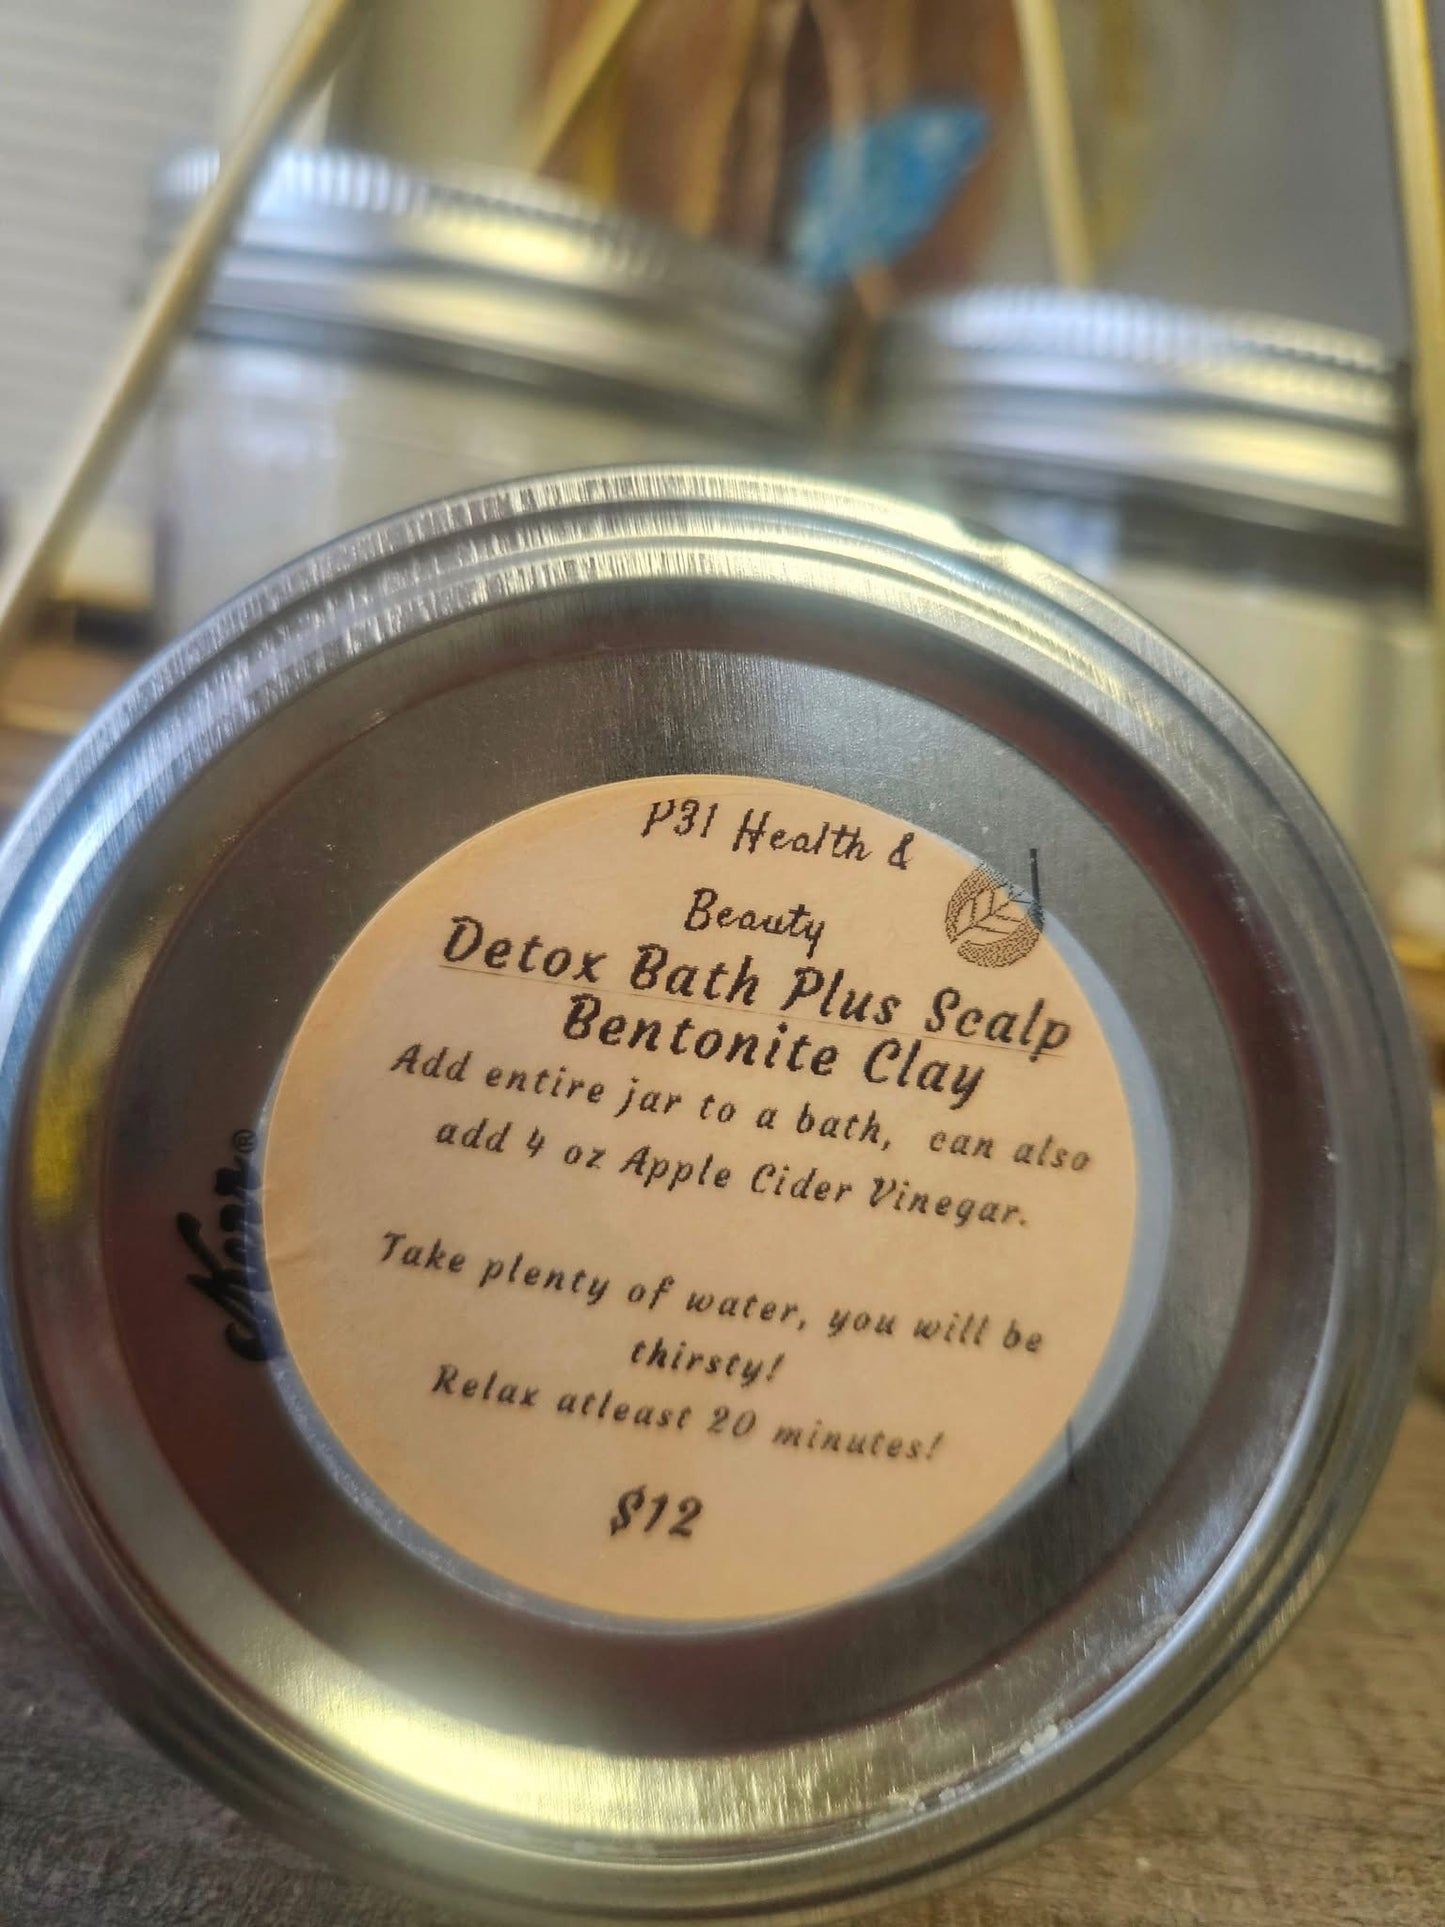 P31 Health &
Beauty
Detox Bath Plus Scalp
Bentonite Clay
Add entire jar to a bath, can also
add 4 oz Apple Cider Vinegar.
Take plenty of water, you will be
thirsty!
Relax atleast 20 minutes!
$12
Kerr®